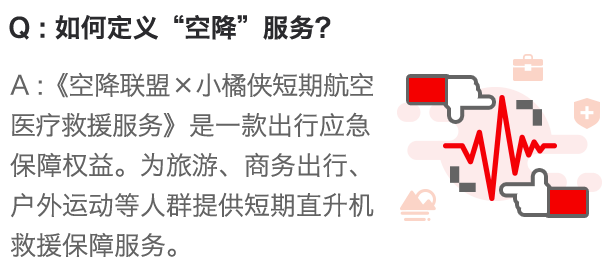 Q：如何定义“空降”服务？
A：《空降联盟×小橘侠短期航空
医疗救援服务》是一款出行应急
保障权益。为旅游、商务出行、
户外运动等人群提供短期直升机
救援保障服务。